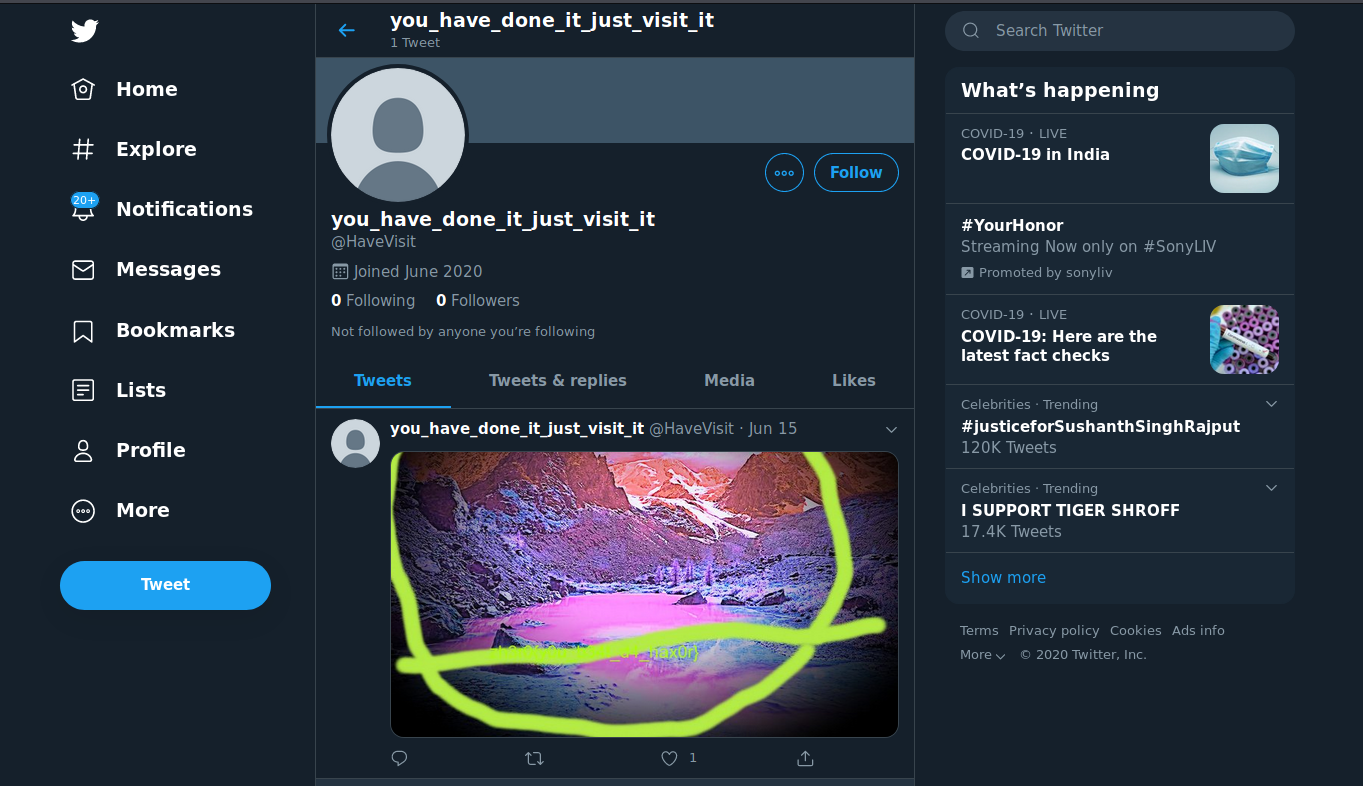 you_have_done_it_just_visit_it
1 Tweet
Home
Explore
20+
Notifications
Messages
Bookmarks
Lists
Profile
More
Tweet
Follow
you_have_done_it_just_visit_it
@HaveVisit
Joined June 2020
0 Following 0 Followers
Not followed by anyone you’re following
Tweets Tweets & replies Media Likes
you_have_done_it_just_visit_it @HaveVisit · Jun 15
1
Search Twitter
What’s happening
COVID-19 · LIVE
COVID-19 in India
#YourHonor
Streaming Now only on #SonyLIV
Promoted by sonyliv
COVID-19 · LIVE
COVID-19: Here are the
latest fact checks
Celebrities · Trending
#justiceforSushanthSinghRajput
120K Tweets
Celebrities · Trending
I SUPPORT TIGER SHROFF
17.4K Tweets
Show more
Terms Privacy policy Cookies Ads info
More © 2020 Twitter, Inc.